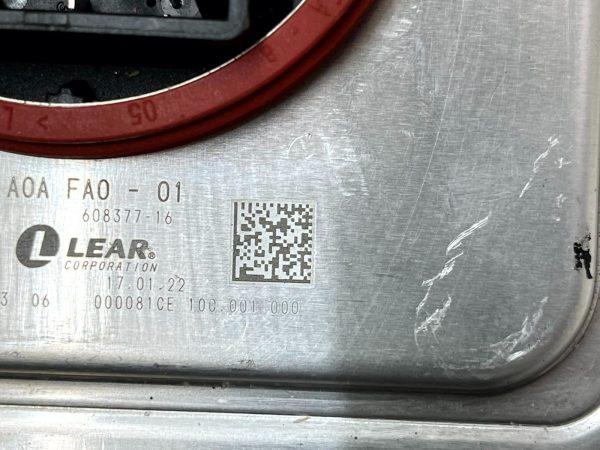 05 > L
A0A FA0 - 01
608377-16
L LEAR®
CORPORATION
17.01.22
3 06 000081CE 100.001.000